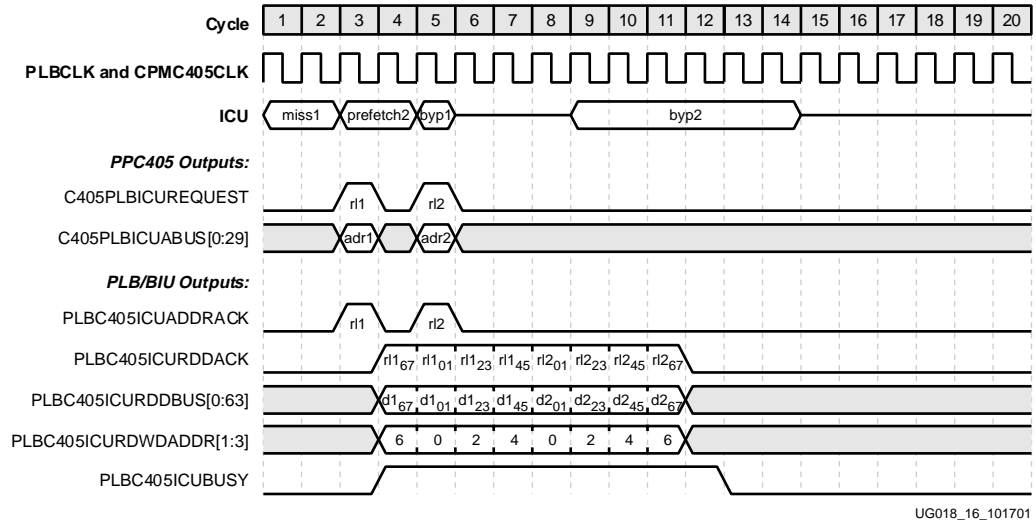 Cycle 1 2 3 4 5 6 7 8 9 10 11 12 13 14 15 16 17 18 19 20
PLBCLK and CPMC405CLK
ICU miss1 prefetch2 byp1 byp2
PPC405 Outputs:
C405PLBICUREQUEST rl1 rl2
C405PLBICUABUS[0:29] adr1 adr2
PLB/BIU Outputs:
PLBC405ICUADDRACK rl1 rl2
PLBC405ICURDDACK rl1₆₇ rl1₀₁ rl1₂₃ rl1₄₅ rl2₀₁ rl2₂₃ rl2₄₅ rl2₆₇
PLBC405ICURDDBUS[0:63] d1₆₇ d1₀₁ d1₂₃ d1₄₅ d2₀₁ d2₂₃ d2₄₅ d2₆₇
PLBC405ICURDWDADDR[1:3] 6 0 2 4 0 2 4 6
PLBC405ICUBUSY
UG018_16_101701